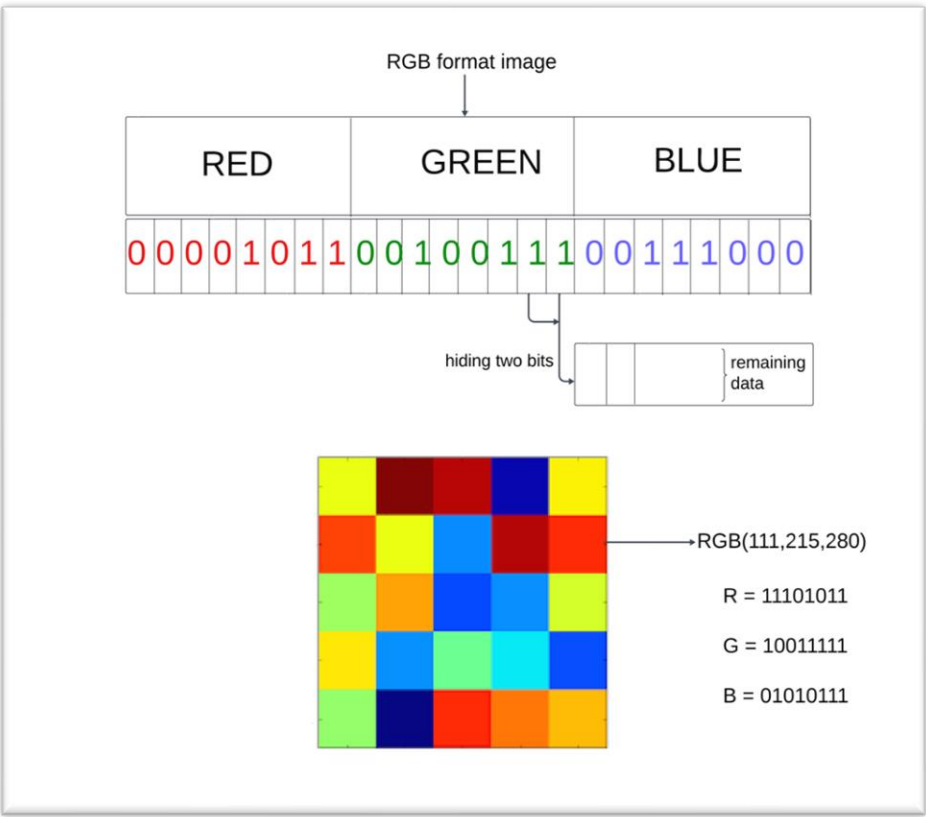 RGB format image
RED GREEN BLUE
0 0 0 0 1 0 1 1 0 0 1 0 0 1 1 1 0 0 1 1 1 0 0 0
hiding two bits
remaining
data
RGB(111,215,280)
R = 11101011
G = 10011111
B = 01010111